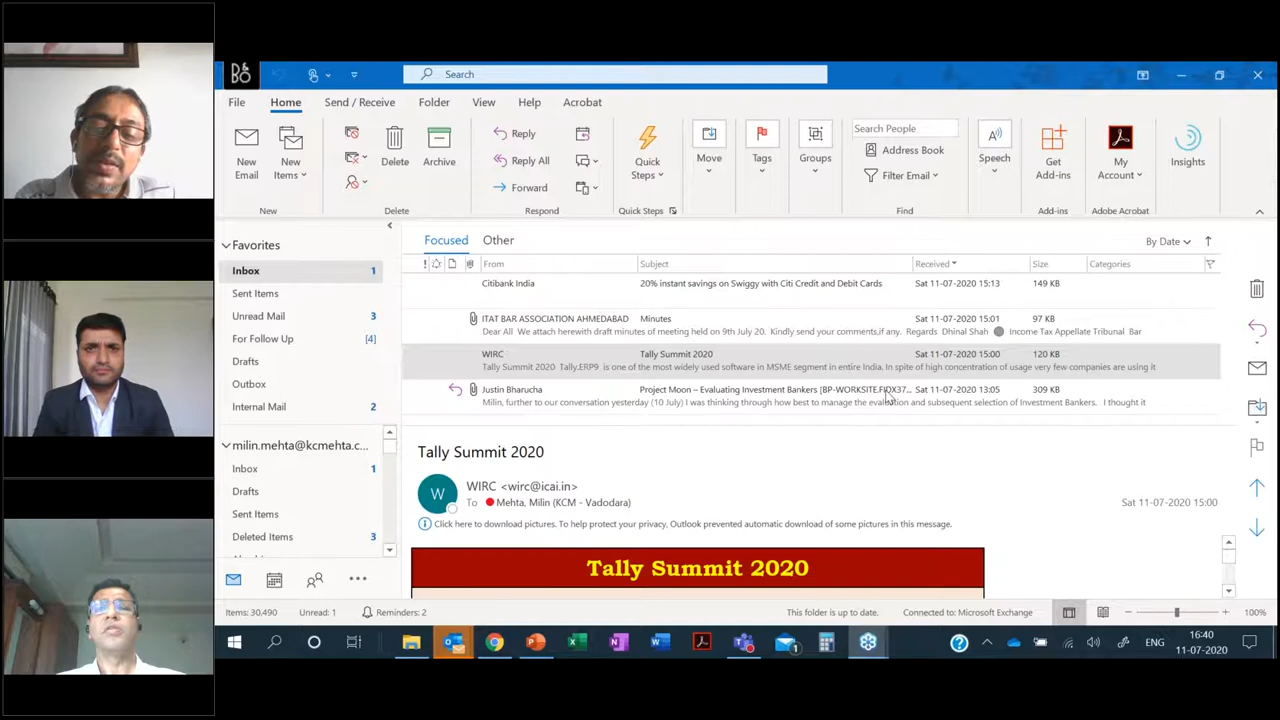 B&O
Search
File Home Send / Receive Folder View Help Acrobat
New Email
New Items
Delete
Archive
Reply
Reply All
Forward
Quick Steps
Move
Tags
Groups
Search People
Address Book
Filter Email
Speech
Get Add-ins
My Account
Insights
New Delete Respond Quick Steps Find Add-ins Adobe Acrobat
Favorites
Inbox 1
Sent Items
Unread Mail 3
For Follow Up [4]
Drafts
Outbox
Internal Mail 2
milin.mehta@kcmehta.c...
Inbox 1
Drafts
Sent Items
Deleted Items 3
Focused Other By Date
! From Subject Received Size Categories
Citibank India 20% instant savings on Swiggy with Citi Credit and Debit Cards Sat 11-07-2020 15:13 149 KB
ITAT BAR ASSOCIATION AHMEDABAD Minutes Sat 11-07-2020 15:01 97 KB
Dear All We attach herewith draft minutes of meeting held on 9th July 20. Kindly send your comments,if any. Regards Dhinal Shah Income Tax Appellate Tribunal Bar
WIRC Tally Summit 2020 Sat 11-07-2020 15:00 120 KB
Tally Summit 2020 Tally.ERP9 is one of the most widely used software in MSME segment in entire India. In spite of high concentration of usage very few companies are using it
Justin Bharucha Project Moon – Evaluating Investment Bankers [BP-WORKSITE.FIDX37... Sat 11-07-2020 13:05 309 KB
Milin, further to our conversation yesterday (10 July) I was thinking through how best to manage the evaluation and subsequent selection of Investment Bankers. I thought it
Tally Summit 2020
W
WIRC <wirc@icai.in>
To Mehta, Milin (KCM - Vadodara)
Sat 11-07-2020 15:00
Click here to download pictures. To help protect your privacy, Outlook prevented automatic download of some pictures in this message.
Tally Summit 2020
Items: 30,490 Unread: 1 Reminders: 2 This folder is up to date. Connected to: Microsoft Exchange 100%
1
ENG
16:40
11-07-2020